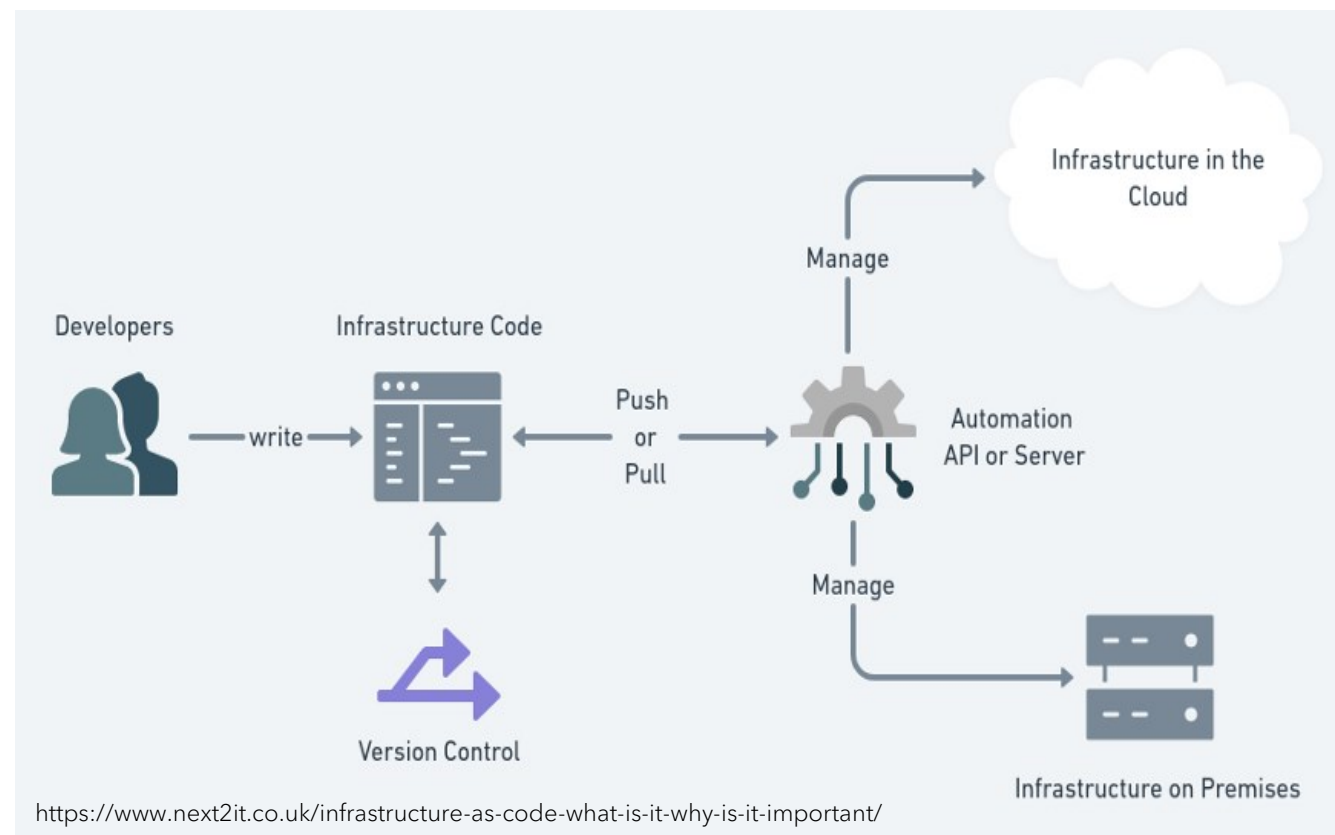 Infrastructure in the
Cloud
Manage
Developers
Infrastructure Code
write
Push
or
Pull
Automation
API or Server
Manage
Version Control
Infrastructure on Premises
https://www.next2it.co.uk/infrastructure-as-code-what-is-it-why-is-it-important/